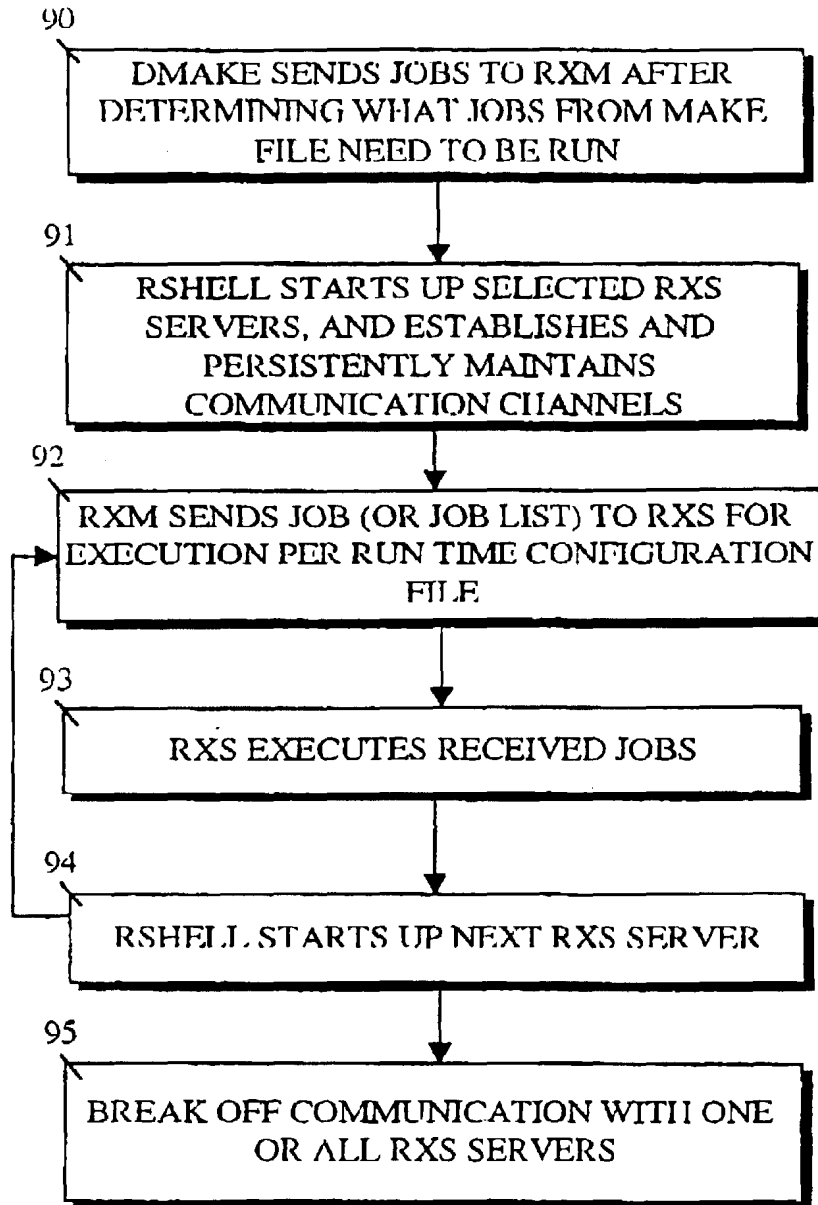 90
DMAKE SENDS JOBS TO RXM AFTER
DETERMINING WHAT JOBS FROM MAKE
FILE NEED TO BE RUN
91
RSHELL STARTS UP SELECTED RXS
SERVERS, AND ESTABLISHES AND
PERSISTENTLY MAINTAINS
COMMUNICATION CHANNELS
92
RXM SENDS JOB (OR JOB LIST) TO RXS FOR
EXECUTION PER RUN TIME CONFIGURATION
FILE
93
RXS EXECUTES RECEIVED JOBS
94
RSHELL STARTS UP NEXT RXS SERVER
95
BREAK OFF COMMUNICATION WITH ONE
OR ALL RXS SERVERS